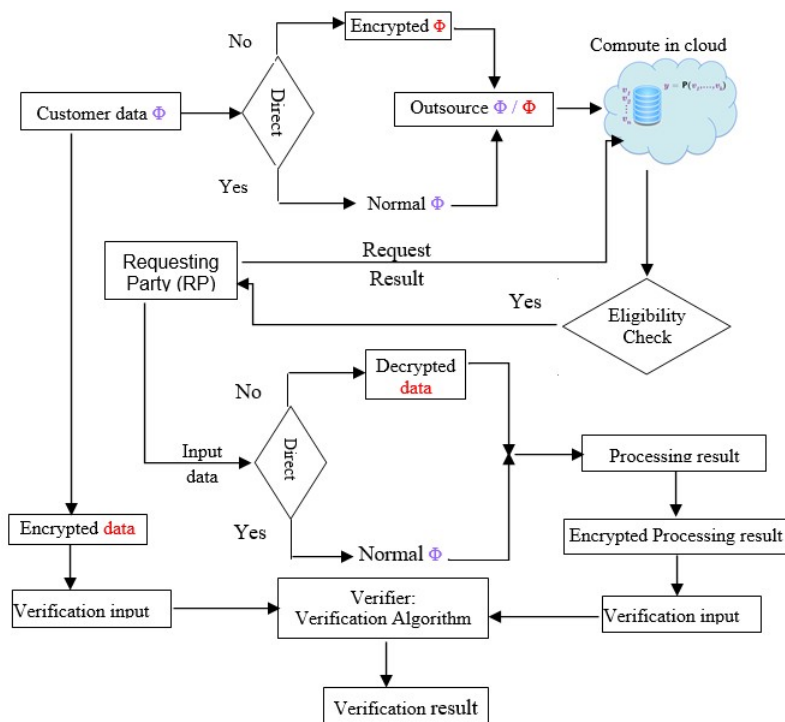 No
Encrypted Φ
Compute in cloud
v₁
v₂
⋮
vₙ
Customer data Φ
Direct
Outsource Φ / Φ
Yes
Normal Φ
Requesting
Party (RP)
Request
Result
Yes
Eligibility
Check
No
Decrypted
data
Input
data
Direct
Processing result
Yes
Normal Φ
Encrypted data
Encrypted Processing result
Verification input
Verifier:
Verification Algorithm
Verification input
Verification result